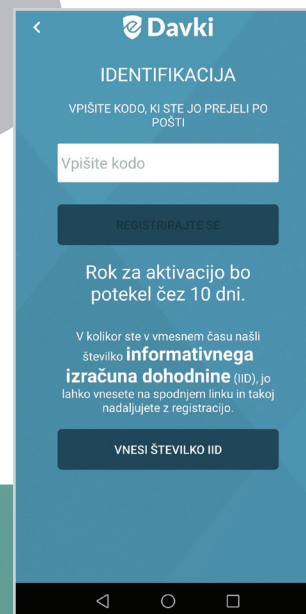 eDavki
IDENTIFIKACIJA
VPIŠITE KODO, KI STE JO PREJELI PO
POŠTI
Vpišite kodo
REGISTRIRAJTE SE
Rok za aktivacijo bo
potekel čez 10 dni.
V kolikor ste v vmesnem času našli
številko informativnega
izračuna dohodnine (IID), jo
lahko vnesete na spodnjem linku in takoj
nadaljujete z registracijo.
VNESI ŠTEVILKO IID